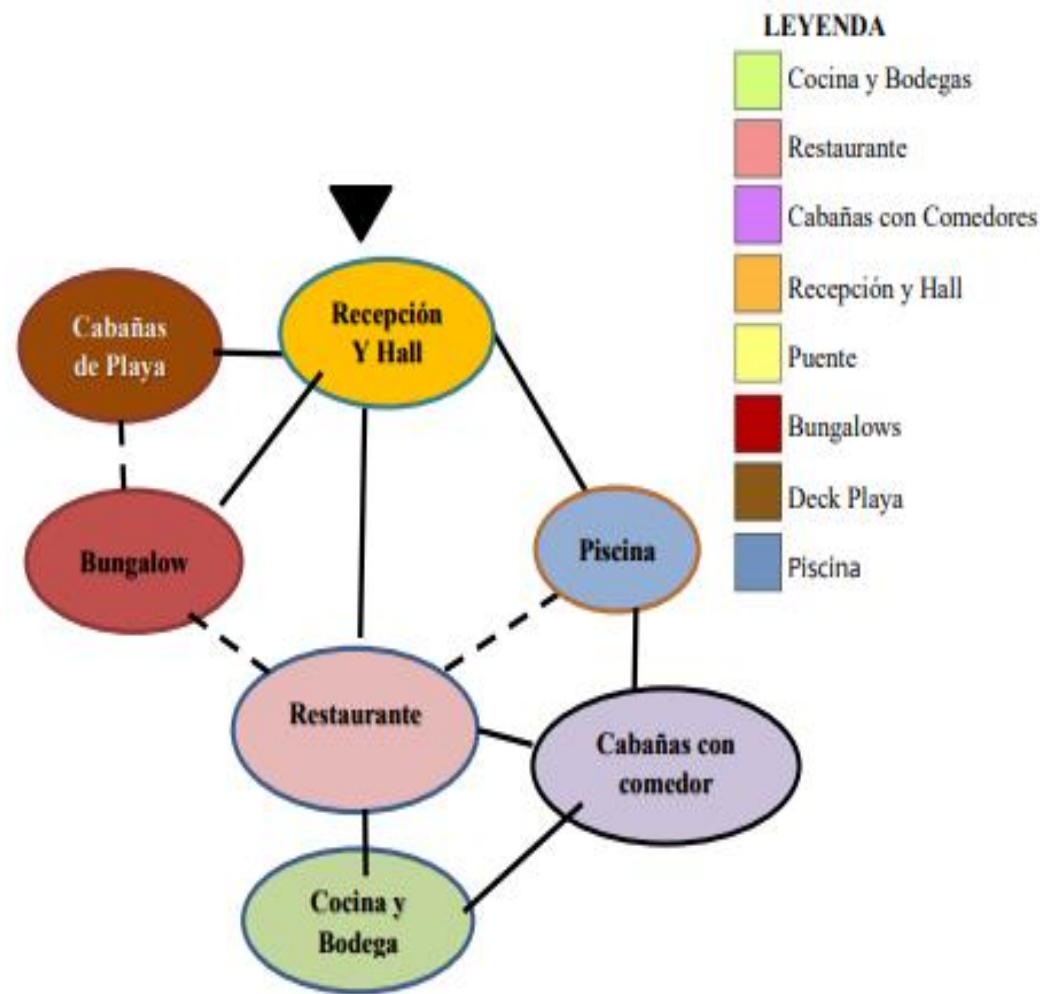 LEYENDA
Cocina y Bodegas
Restaurante
Cabañas con Comedores
Recepción y Hall
Puente
Bungalows
Deck Playa
Piscina
Recepción
Y Hall
Cabañas
de Playa
Bungalow
Piscina
Restaurante
Cabañas con
comedor
Cocina y
Bodega